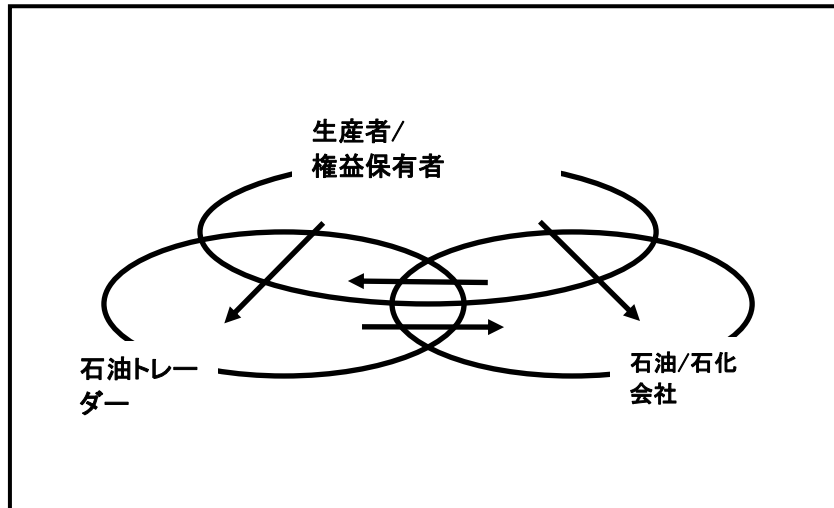 生産者/
権益保有者
石油トレー
ダー
石油/石化
会社